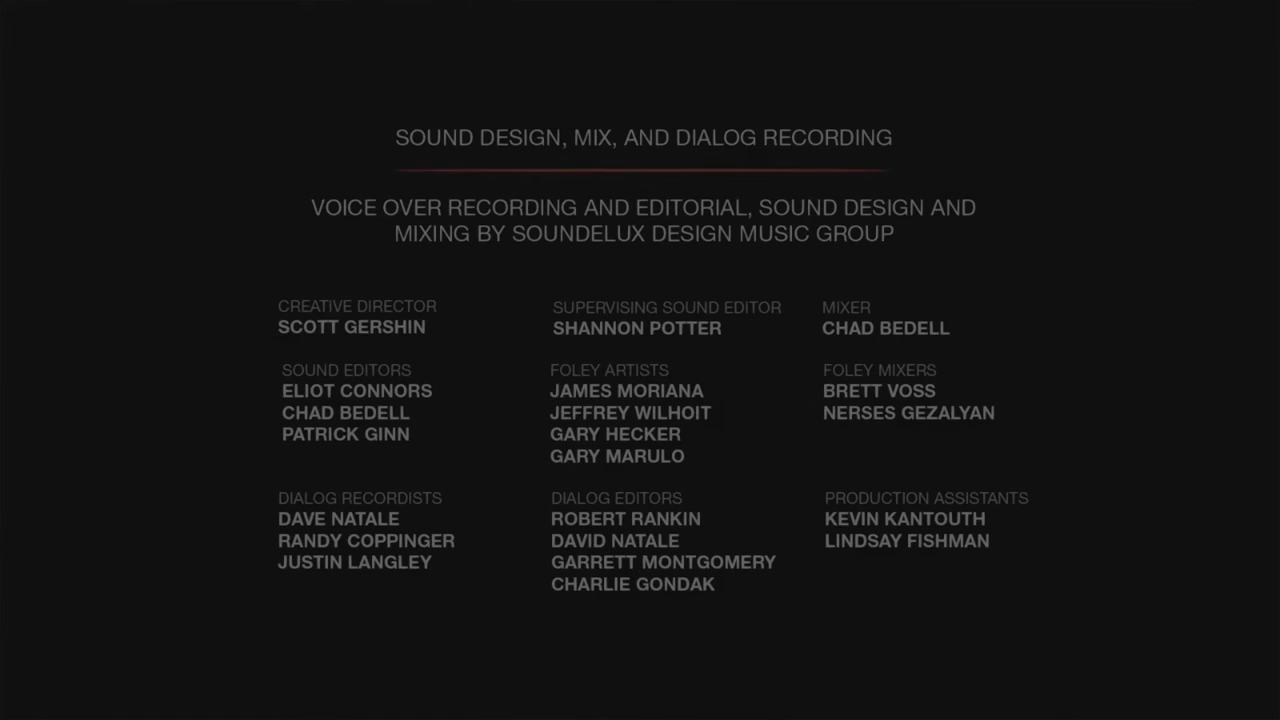 SOUND DESIGN, MIX, AND DIALOG RECORDING
VOICE OVER RECORDING AND EDITORIAL, SOUND DESIGN AND
MIXING BY SOUNDELUX DESIGN MUSIC GROUP
CREATIVE DIRECTOR
SCOTT GERSHIN
SUPERVISING SOUND EDITOR
SHANNON POTTER
MIXER
CHAD BEDELL
SOUND EDITORS
ELIOT CONNORS
CHAD BEDELL
PATRICK GINN
FOLEY ARTISTS
JAMES MORIANA
JEFFREY WILHOIT
GARY HECKER
GARY MARULO
FOLEY MIXERS
BRETT VOSS
NERSES GEZALYAN
DIALOG RECORDISTS
DAVE NATALE
RANDY COPPINGER
JUSTIN LANGLEY
DIALOG EDITORS
ROBERT RANKIN
DAVID NATALE
GARRETT MONTGOMERY
CHARLIE GONDAK
PRODUCTION ASSISTANTS
KEVIN KANTOUTH
LINDSAY FISHMAN